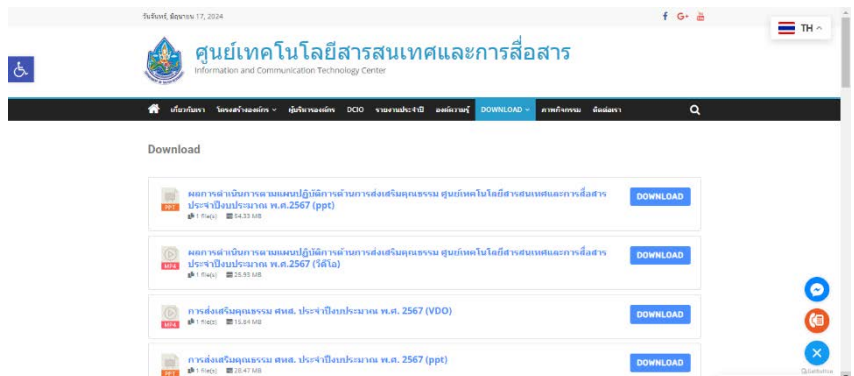 วันจันทร์, มิถุนายน 17, 2024
f G+
TH
ศูนย์เทคโนโลยีสารสนเทศและการสื่อสาร
Information and Communication Technology Center
เกี่ยวกับเรา โครงสร้างองค์กร ผู้บริหารองค์กร DCIO รายงานประจำปี องค์ความรู้ DOWNLOAD ภาพกิจกรรม ติดต่อเรา
Download
ผลการดำเนินการตามแผนปฏิบัติการด้านการส่งเสริมคุณธรรม ศูนย์เทคโนโลยีสารสนเทศและการสื่อสาร
ประจำปีงบประมาณ พ.ศ.2567 (ppt)
1 file(s) 54.33 MB
PPT
DOWNLOAD
ผลการดำเนินการตามแผนปฏิบัติการด้านการส่งเสริมคุณธรรม ศูนย์เทคโนโลยีสารสนเทศและการสื่อสาร
ประจำปีงบประมาณ พ.ศ.2567 (วีดีโอ)
1 file(s) 25.93 MB
MP4
DOWNLOAD
การส่งเสริมคุณธรรม ศทส. ประจำปีงบประมาณ พ.ศ. 2567 (VDO)
1 file(s) 15.84 MB
MP4
DOWNLOAD
การส่งเสริมคุณธรรม ศทส. ประจำปีงบประมาณ พ.ศ. 2567 (ppt)
1 file(s) 20.47 MB
PPT
DOWNLOAD